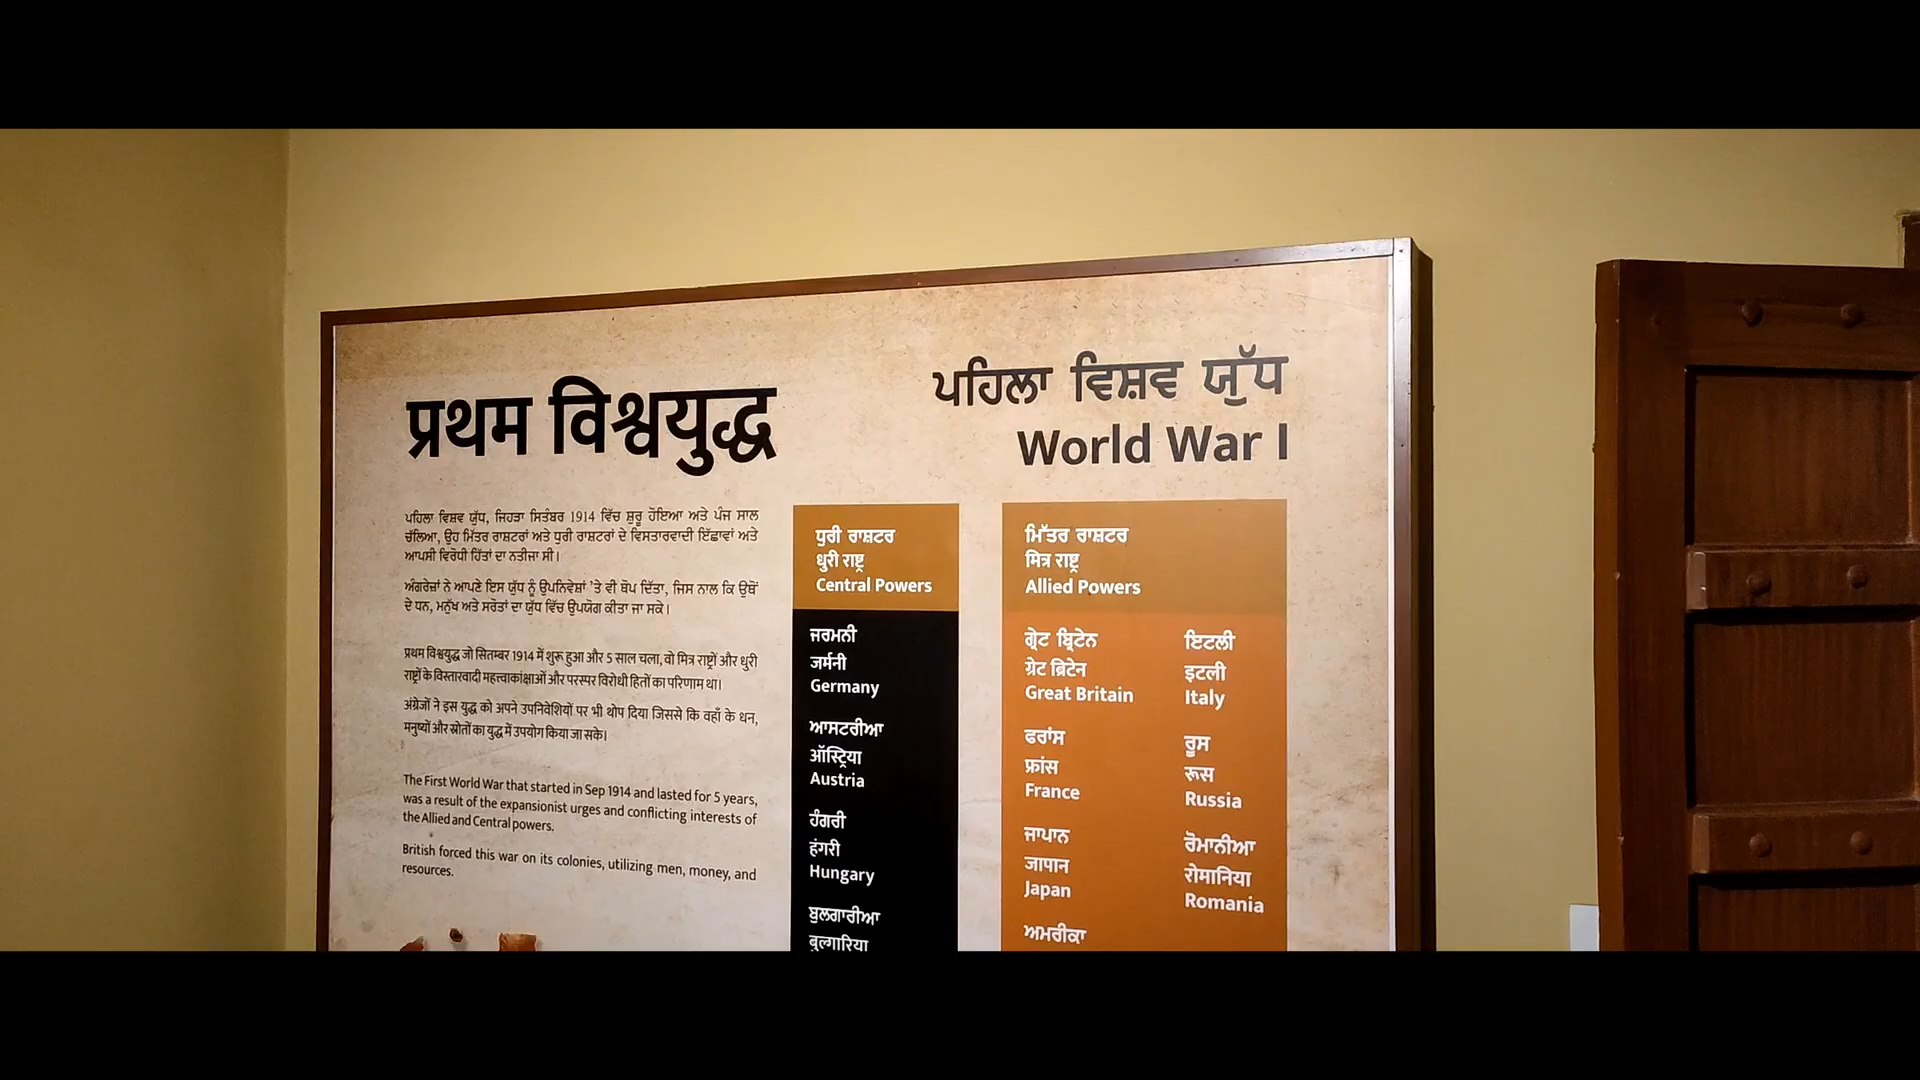 प्रथम विश्वयुद्ध
ਪਹਿਲਾ ਵਿਸ਼ਵ ਯੁੱਧ
World War I
ਪਹਿਲਾ ਵਿਸ਼ਵ ਯੁੱਧ, ਜਿਹੜਾ ਸਿਤੰਬਰ 1914 ਵਿੱਚ ਸ਼ੁਰੂ ਹੋਇਆ ਅਤੇ ਪੰਜ ਸਾਲ
ਚੱਲਿਆ, ਉਹ ਮਿੱਤਰ ਰਾਸ਼ਟਰਾਂ ਅਤੇ ਧੁਰੀ ਰਾਸ਼ਟਰਾਂ ਦੇ ਵਿਸਤਾਰਵਾਦੀ ਇੱਛਾਵਾਂ ਅਤੇ
ਆਪਸੀ ਵਿਰੋਧੀ ਹਿੱਤਾਂ ਦਾ ਨਤੀਜਾ ਸੀ।
ਅੰਗਰੇਜ਼ਾਂ ਨੇ ਆਪਣੇ ਇਸ ਯੁੱਧ ਨੂੰ ਉਪਨਿਵੇਸ਼ਾਂ 'ਤੇ ਵੀ ਥੋਪ ਦਿੱਤਾ, ਜਿਸ ਨਾਲ ਕਿ ਉਥੋਂ
ਦੇ ਧਨ, ਮਨੁੱਖ ਅਤੇ ਸਰੋਤਾਂ ਦਾ ਯੁੱਧ ਵਿੱਚ ਉਪਯੋਗ ਕੀਤਾ ਜਾ ਸਕੇ।
प्रथम विश्वयुद्ध जो सितम्बर 1914 में शुरू हुआ और 5 साल चला, वो मित्र राष्ट्रों और धुरी
राष्ट्रों के विस्तारवादी महत्त्वाकांक्षाओं और परस्पर विरोधी हितों का परिणाम था।
अंग्रेजों ने इस युद्ध को अपने उपनिवेशियों पर भी थोप दिया जिससे कि वहाँ के धन,
मनुष्यों और स्रोतों का युद्ध में उपयोग किया जा सके।
The First World War that started in Sep 1914 and lasted for 5 years,
was a result of the expansionist urges and conflicting interests of
the Allied and Central powers.
British forced this war on its colonies, utilizing men, money, and
resources.
ਧੁਰੀ ਰਾਸ਼ਟਰ
धुरी राष्ट्र
Central Powers
ਜਰਮਨੀ
जर्मनी
Germany
ਆਸਟਰੀਆ
ऑस्ट्रिया
Austria
ਹੰਗਰੀ
हंगरी
Hungary
ਬੁਲਗਾਰੀਆ
बुल्गारिया
ਮਿੱਤਰ ਰਾਸ਼ਟਰ
मित्र राष्ट्र
Allied Powers
ਗ੍ਰੇਟ ਬ੍ਰਿਟੇਨ
ग्रेट ब्रिटेन
Great Britain
ਫਰਾਂਸ
फ्रांस
France
ਜਾਪਾਨ
जापान
Japan
ਅਮਰੀਕਾ
ਇਟਲੀ
इटली
Italy
ਰੂਸ
रूस
Russia
ਰੋਮਾਨੀਆ
रोमानिया
Romania